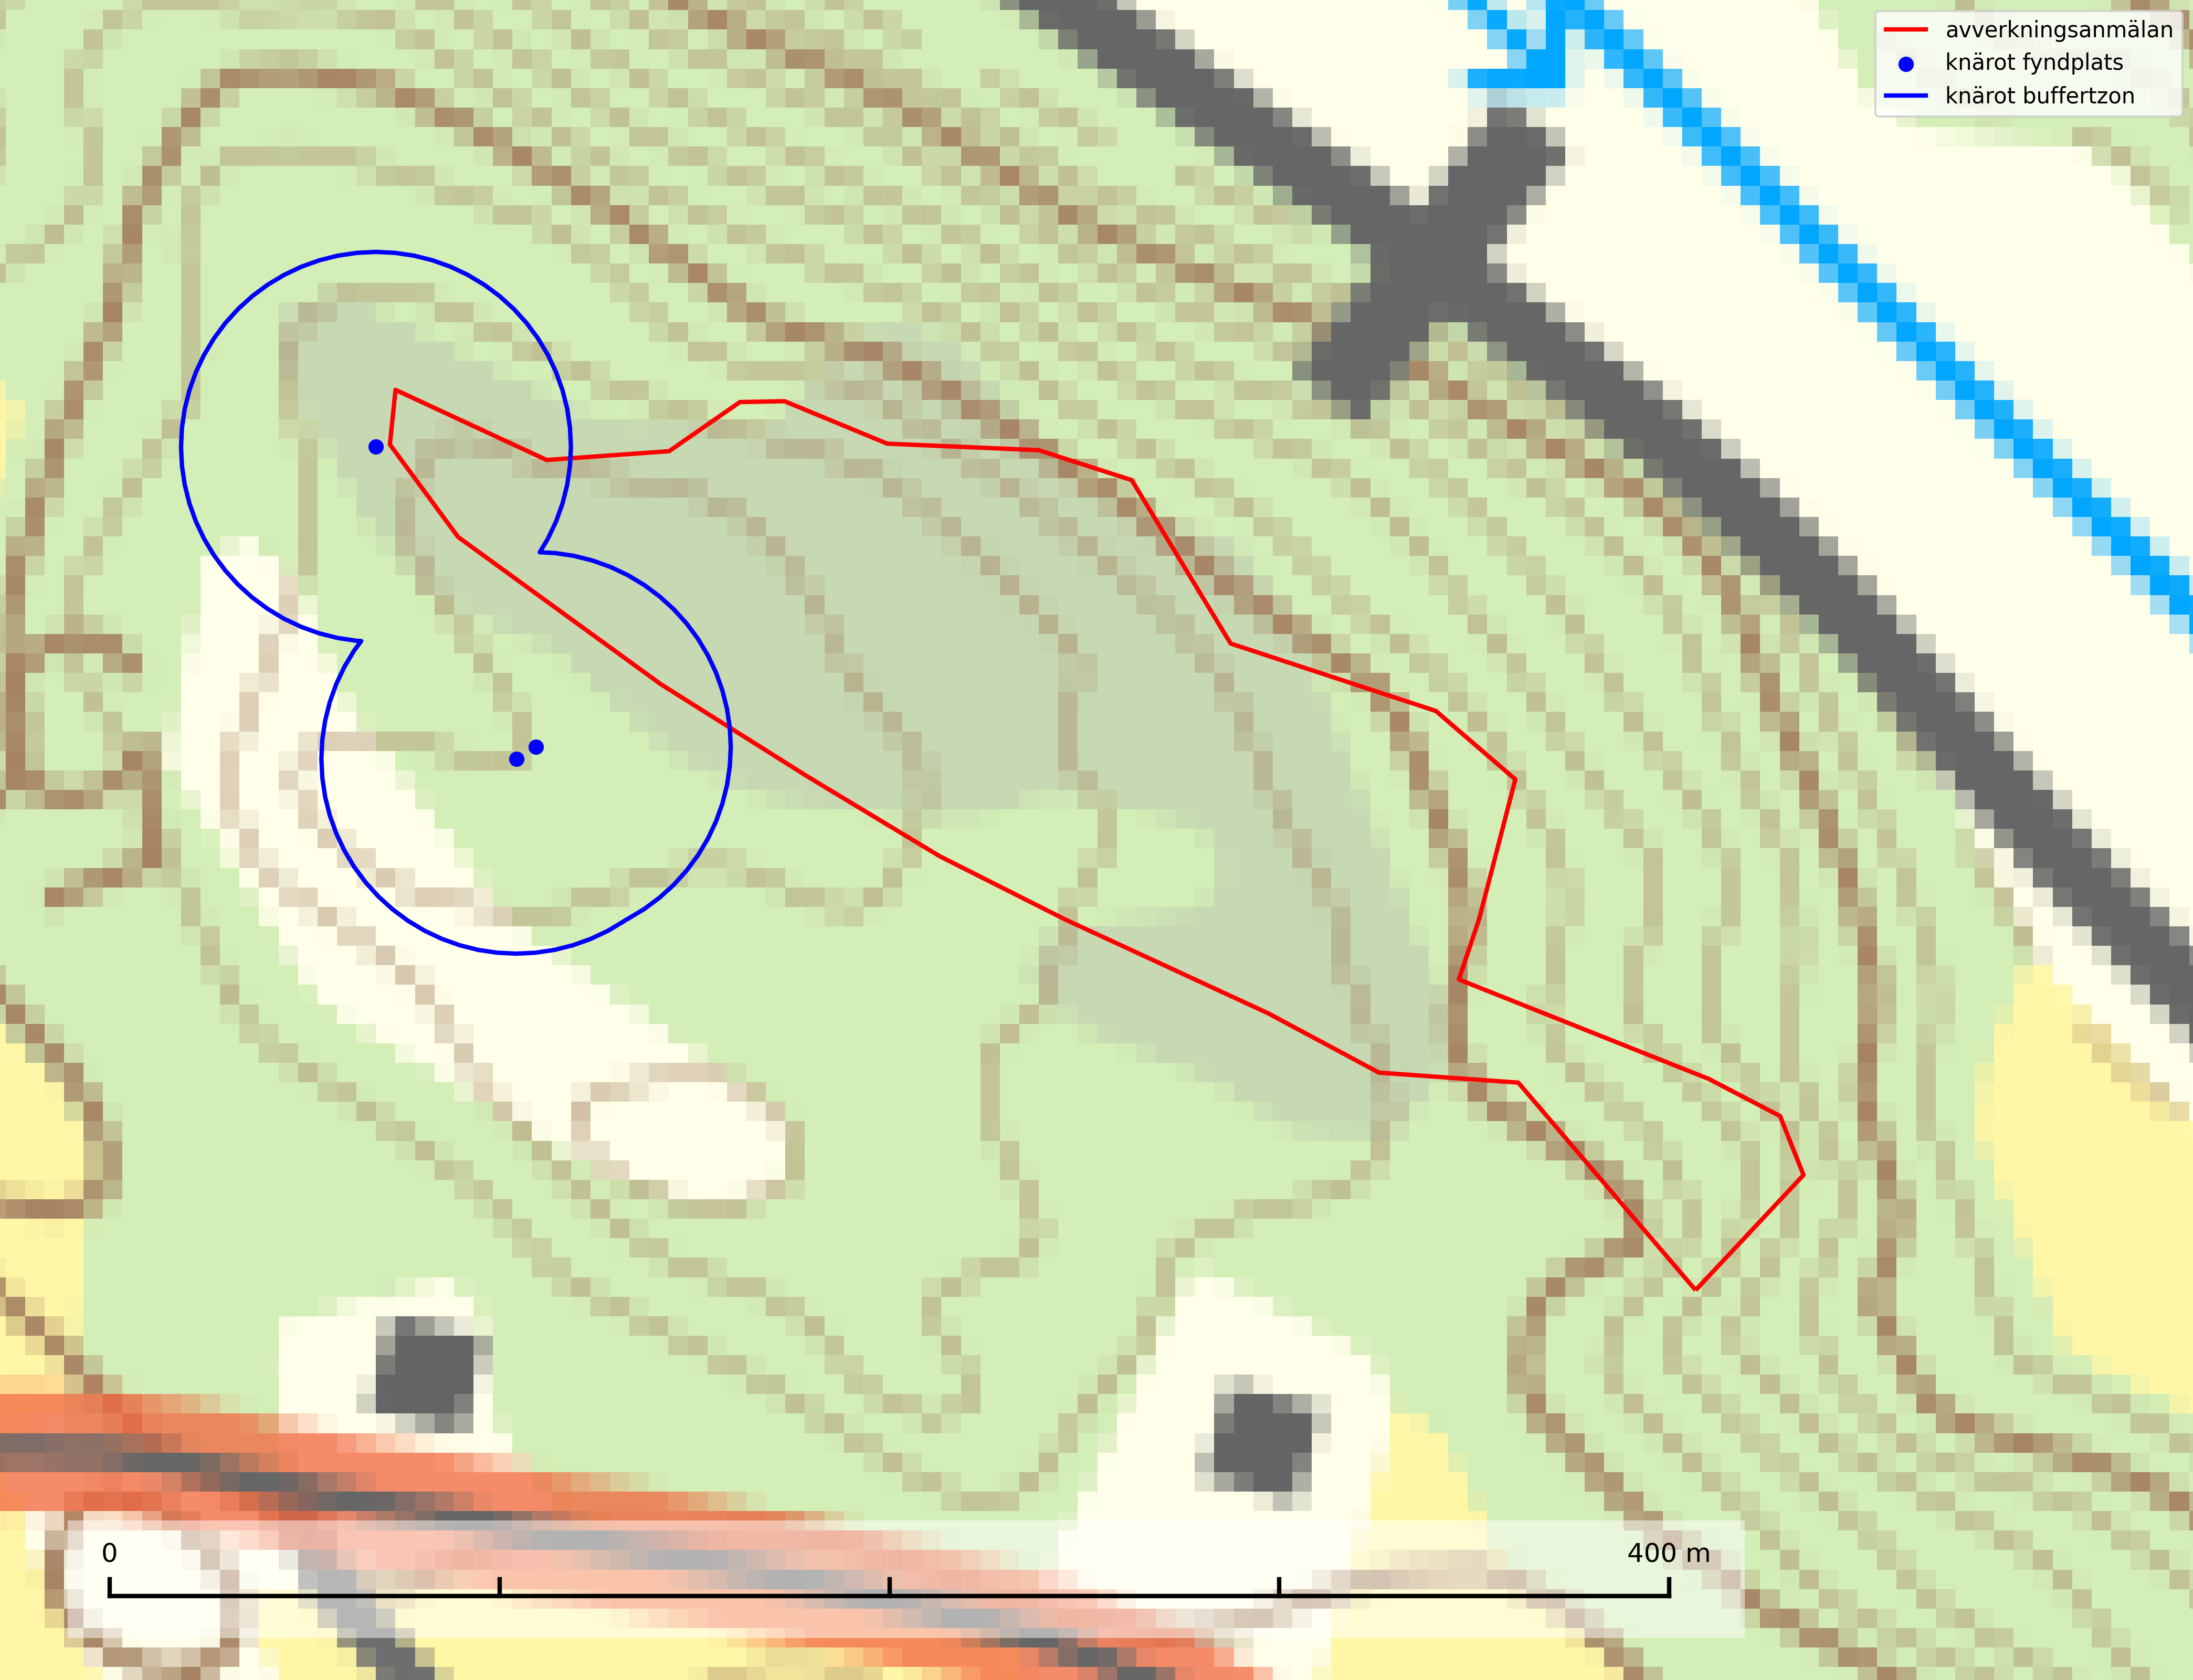 avverkningsanmälan
knärot fyndplats
knärot buffertzon
0
400 m